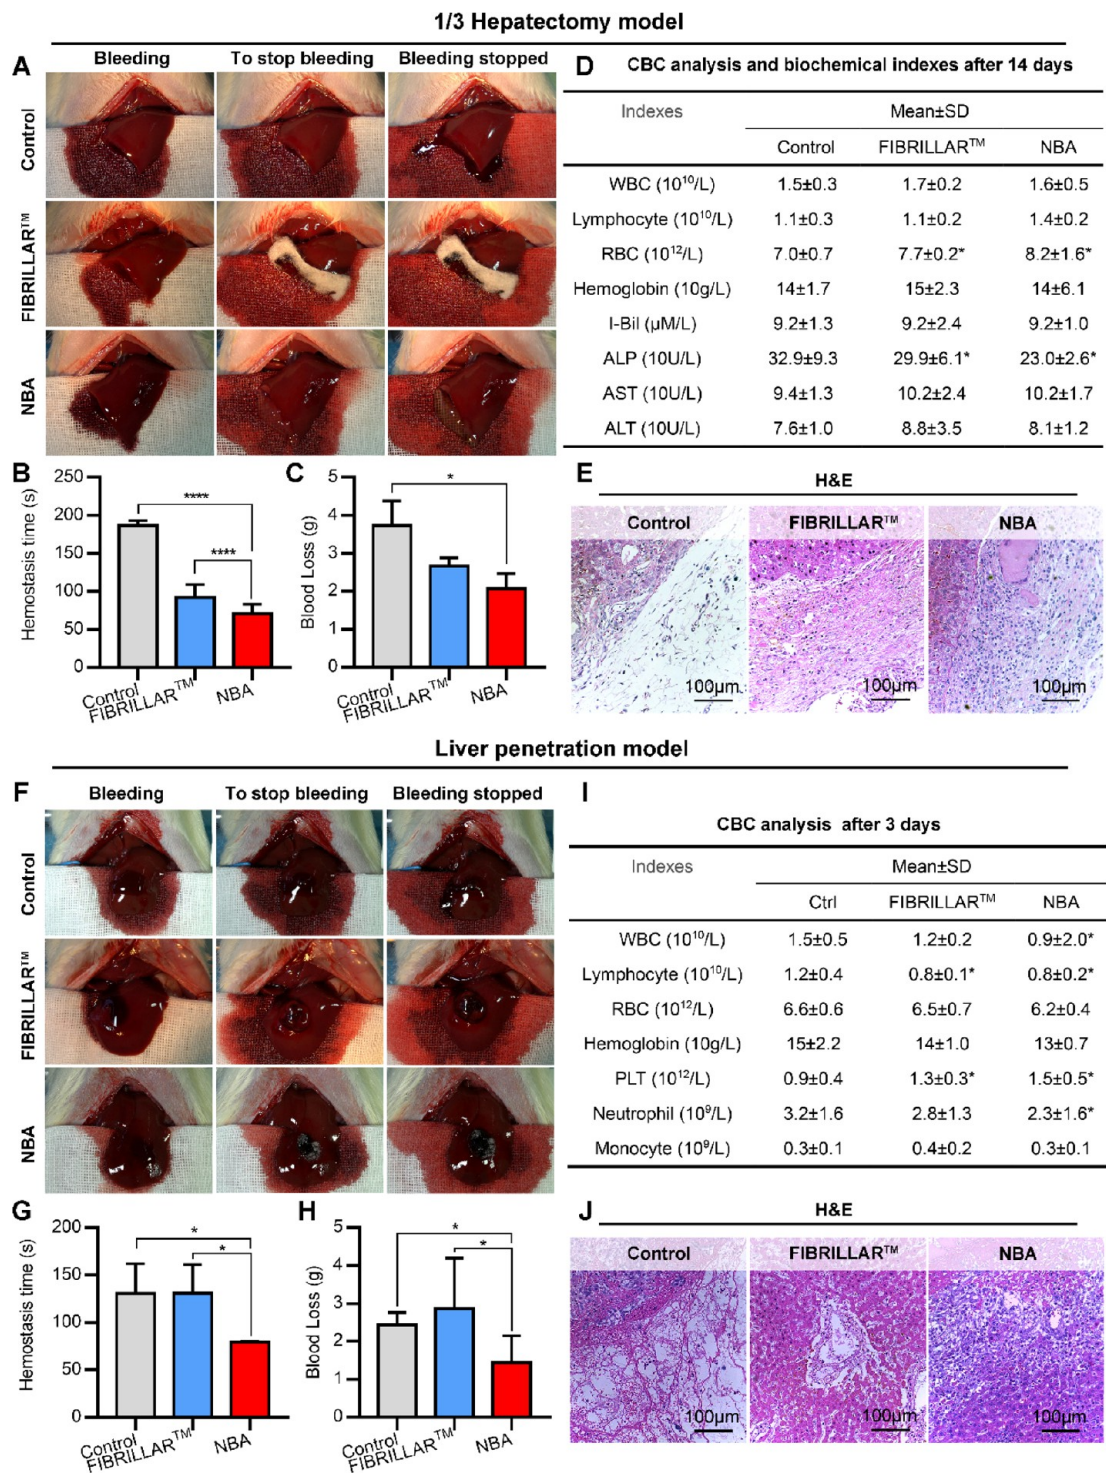 1/3 Hepatectomy model
A
Bleeding
To stop bleeding
Bleeding stopped
Control
FIBRILLAR™
NBA
D
CBC analysis and biochemical indexes after 14 days
Indexes Mean±SD
Control FIBRILLAR™ NBA
WBC (10¹⁰/L) 1.5±0.3 1.7±0.2 1.6±0.5
Lymphocyte (10¹⁰/L) 1.1±0.3 1.1±0.2 1.4±0.2
RBC (10¹²/L) 7.0±0.7 7.7±0.2* 8.2±1.6*
Hemoglobin (10g/L) 14±1.7 15±2.3 14±6.1
I-Bil (μM/L) 9.2±1.3 9.2±2.4 9.2±1.0
ALP (10U/L) 32.9±9.3 29.9±6.1* 23.0±2.6*
AST (10U/L) 9.4±1.3 10.2±2.4 10.2±1.7
ALT (10U/L) 7.6±1.0 8.8±3.5 8.1±1.2
B
Hemostasis time (s)
250
200
150
100
50
0
****
****
Control
FIBRILLAR™
NBA
C
Blood Loss (g)
5
4
3
2
1
0
*
Control
FIBRILLAR™
NBA
E
H&E
Control
FIBRILLAR™
NBA
100μm
100μm
100μm
Liver penetration model
F
Bleeding
To stop bleeding
Bleeding stopped
Control
FIBRILLAR™
NBA
I
CBC analysis after 3 days
Indexes Mean±SD
Ctrl FIBRILLAR™ NBA
WBC (10¹⁰/L) 1.5±0.5 1.2±0.2 0.9±2.0*
Lymphocyte (10¹⁰/L) 1.2±0.4 0.8±0.1* 0.8±0.2*
RBC (10¹²/L) 6.6±0.6 6.5±0.7 6.2±0.4
Hemoglobin (10g/L) 15±2.2 14±1.0 13±0.7
PLT (10¹²/L) 0.9±0.4 1.3±0.3* 1.5±0.5*
Neutrophil (10⁹/L) 3.2±1.6 2.8±1.3 2.3±1.6*
Monocyte (10⁹/L) 0.3±0.1 0.4±0.2 0.3±0.1
G
Hemostasis time (s)
200
150
100
50
0
*
*
Control
FIBRILLAR™
NBA
H
Blood Loss (g)
5
4
3
2
1
0
*
*
Control
FIBRILLAR™
NBA
J
H&E
Control
FIBRILLAR™
NBA
100μm
100μm
100μm